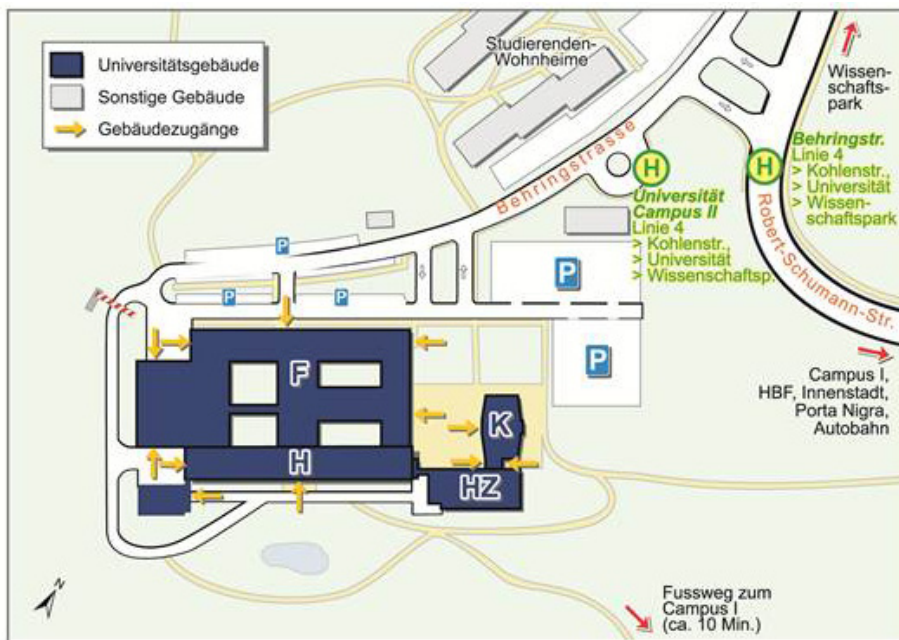 Universitätsgebäude
Sonstige Gebäude
Gebäudezugänge
Studierenden-
Wohnheime
Wissen-
schafts-
park
Behringstrasse
H
Behringstr.
Linie 4
> Kohlenstr.,
> Universität
> Wissen-
schaftspark
H
Universität
Campus II
Linie 4
> Kohlenstr.,
> Universität
> Wissenschaftsp.
Robert-Schumann-Str.
P
P
P
P
P
Campus I,
HBF, Innenstadt,
Porta Nigra,
Autobahn
F
K
H
HZ
N
Fussweg zum
Campus I
(ca. 10 Min.)